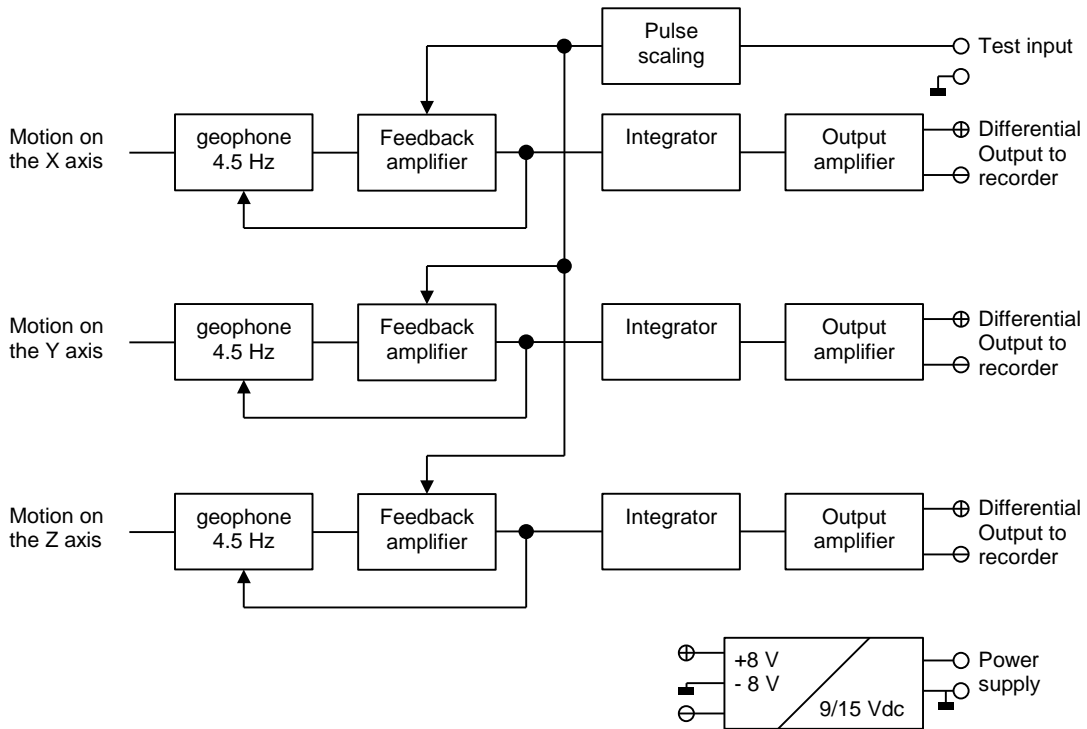 Pulse
scaling
Test input
Motion on
the X axis
geophone
4.5 Hz
Feedback
amplifier
Integrator
Output
amplifier
Differential
Output to
recorder
Motion on
the Y axis
geophone
4.5 Hz
Feedback
amplifier
Integrator
Output
amplifier
Differential
Output to
recorder
Motion on
the Z axis
geophone
4.5 Hz
Feedback
amplifier
Integrator
Output
amplifier
Differential
Output to
recorder
+8 V
- 8 V
9/15 Vdc
Power
supply